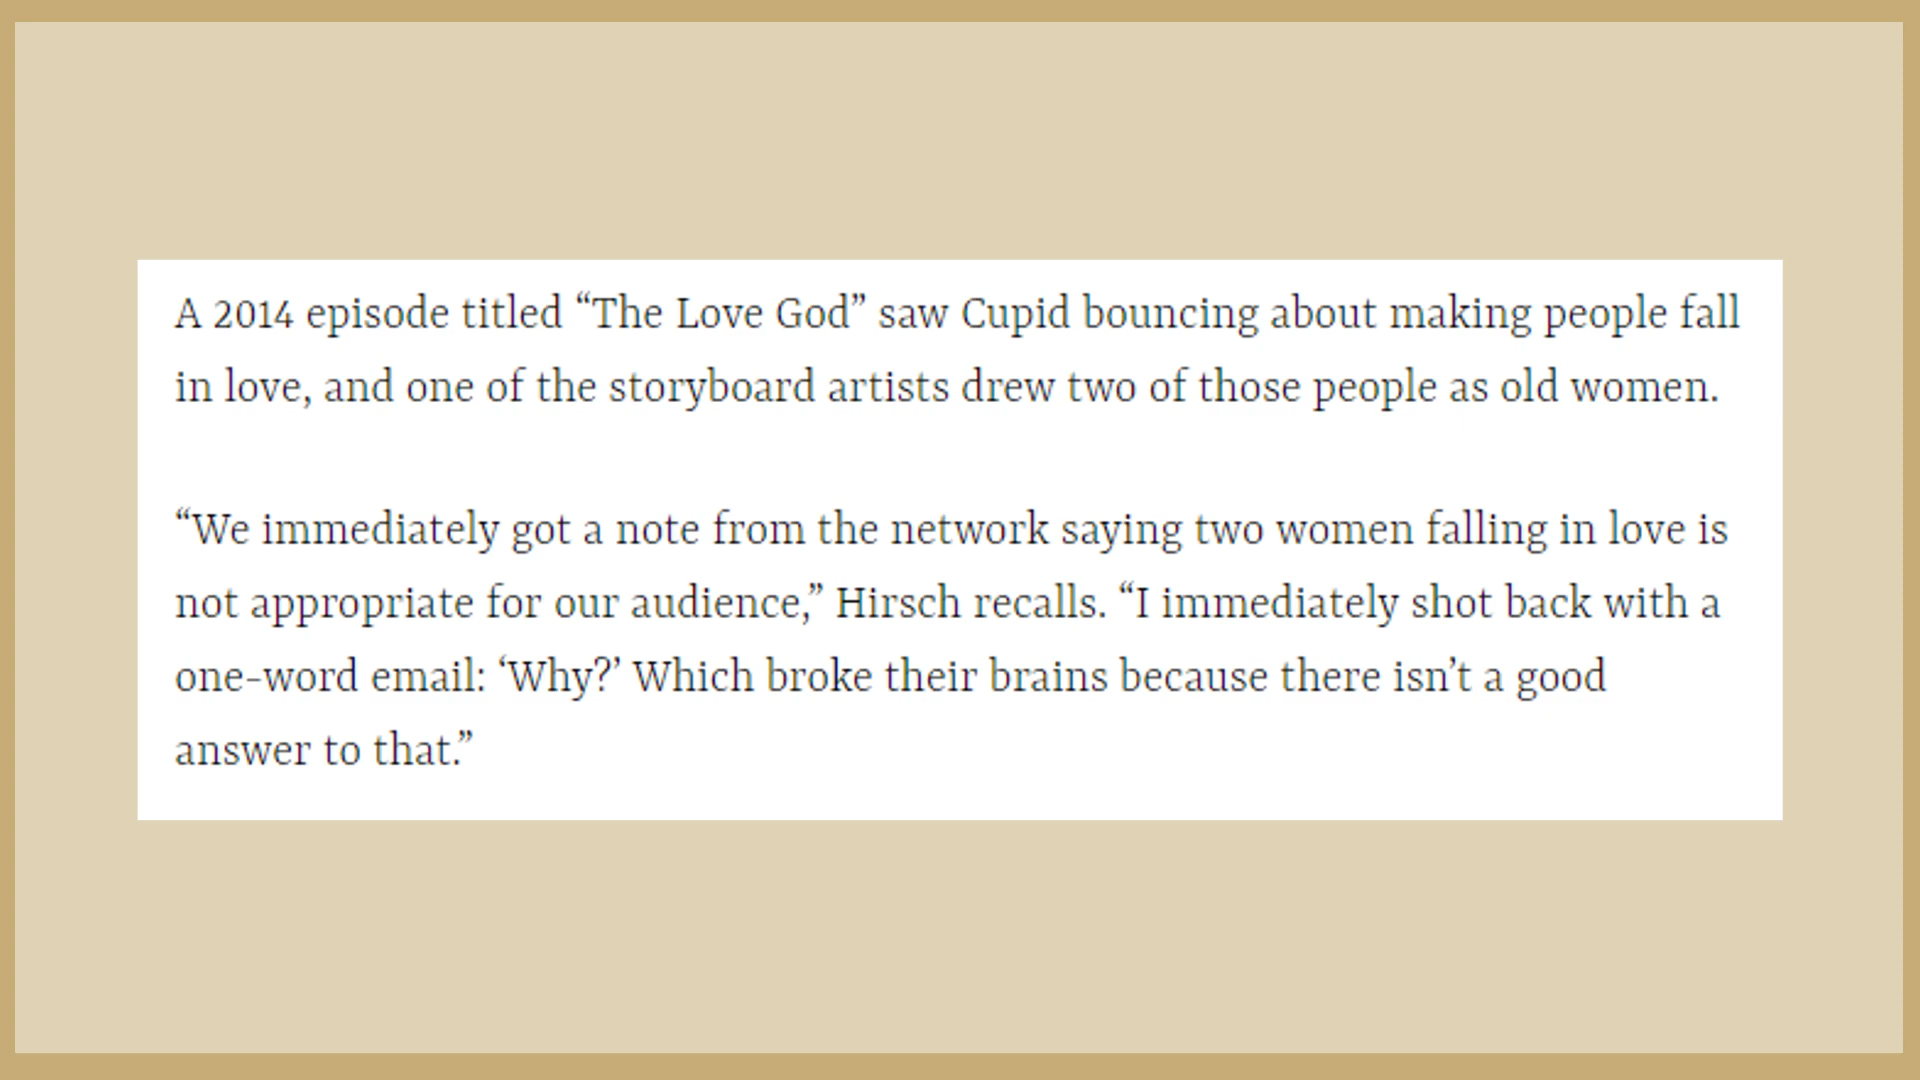 A 2014 episode titled “The Love God” saw Cupid bouncing about making people fall
in love, and one of the storyboard artists drew two of those people as old women.
“We immediately got a note from the network saying two women falling in love is
not appropriate for our audience,” Hirsch recalls. “I immediately shot back with a
one-word email: ‘Why?’ Which broke their brains because there isn’t a good
answer to that.”